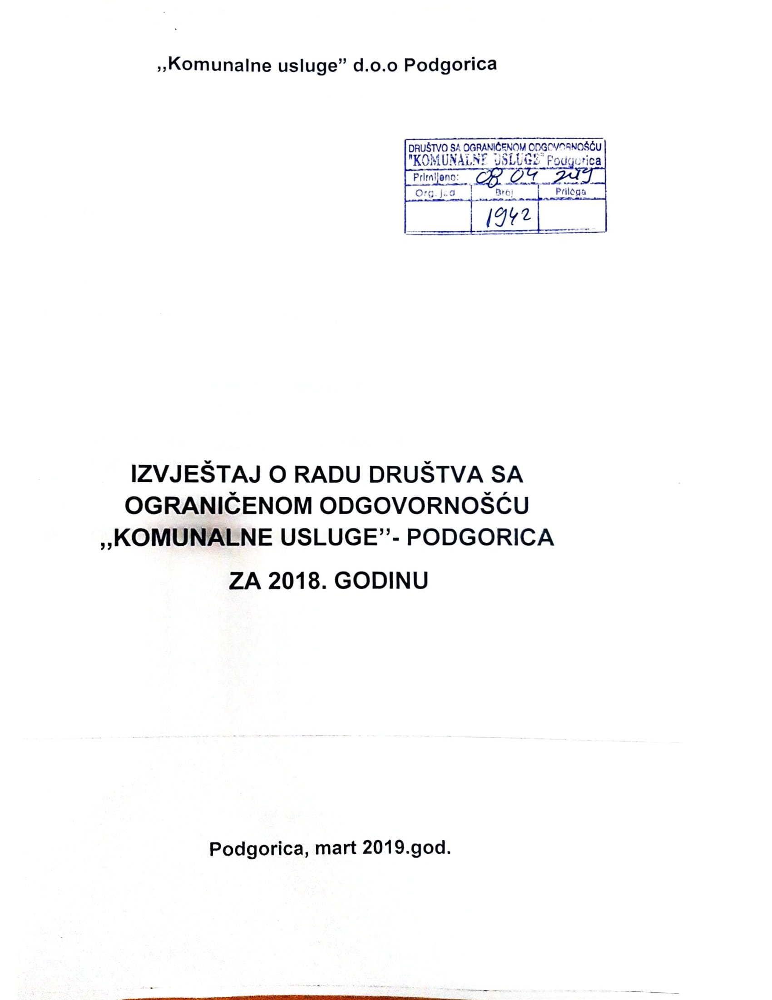 ,,Komunalne usluge” d.o.o Podgorica
DRUŠTVO SA OGRANIČENOM ODGOVORNOŠĆU
"KOMUNALNE USLUGE" Podgorica
Primljeno: 08 04 2019
Org. jed Broj Prilega
1942
IZVJEŠTAJ O RADU DRUŠTVA SA
OGRANIČENOM ODGOVORNOŠĆU
,,KOMUNALNE USLUGE’’- PODGORICA
ZA 2018. GODINU
Podgorica, mart 2019.god.